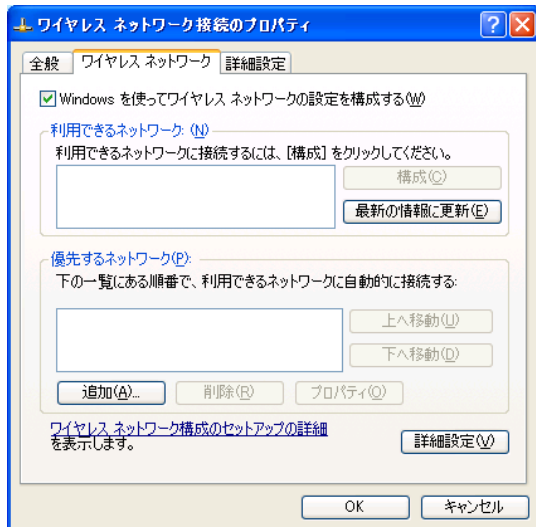 ワイヤレス ネットワーク接続のプロパティ
全般 ワイヤレス ネットワーク 詳細設定
Windows を使ってワイヤレス ネットワークの設定を構成する(W)
利用できるネットワーク: (N)
利用できるネットワークに接続するには、[構成] をクリックしてください。
構成(C)
最新の情報に更新(E)
優先するネットワーク(P):
下の一覧にある順番で、利用できるネットワークに自動的に接続する:
上へ移動(U)
下へ移動(D)
追加(A)... 削除(R) プロパティ(O)
ワイヤレス ネットワーク構成のセットアップの詳細
を表示します。
詳細設定(V)
OK キャンセル